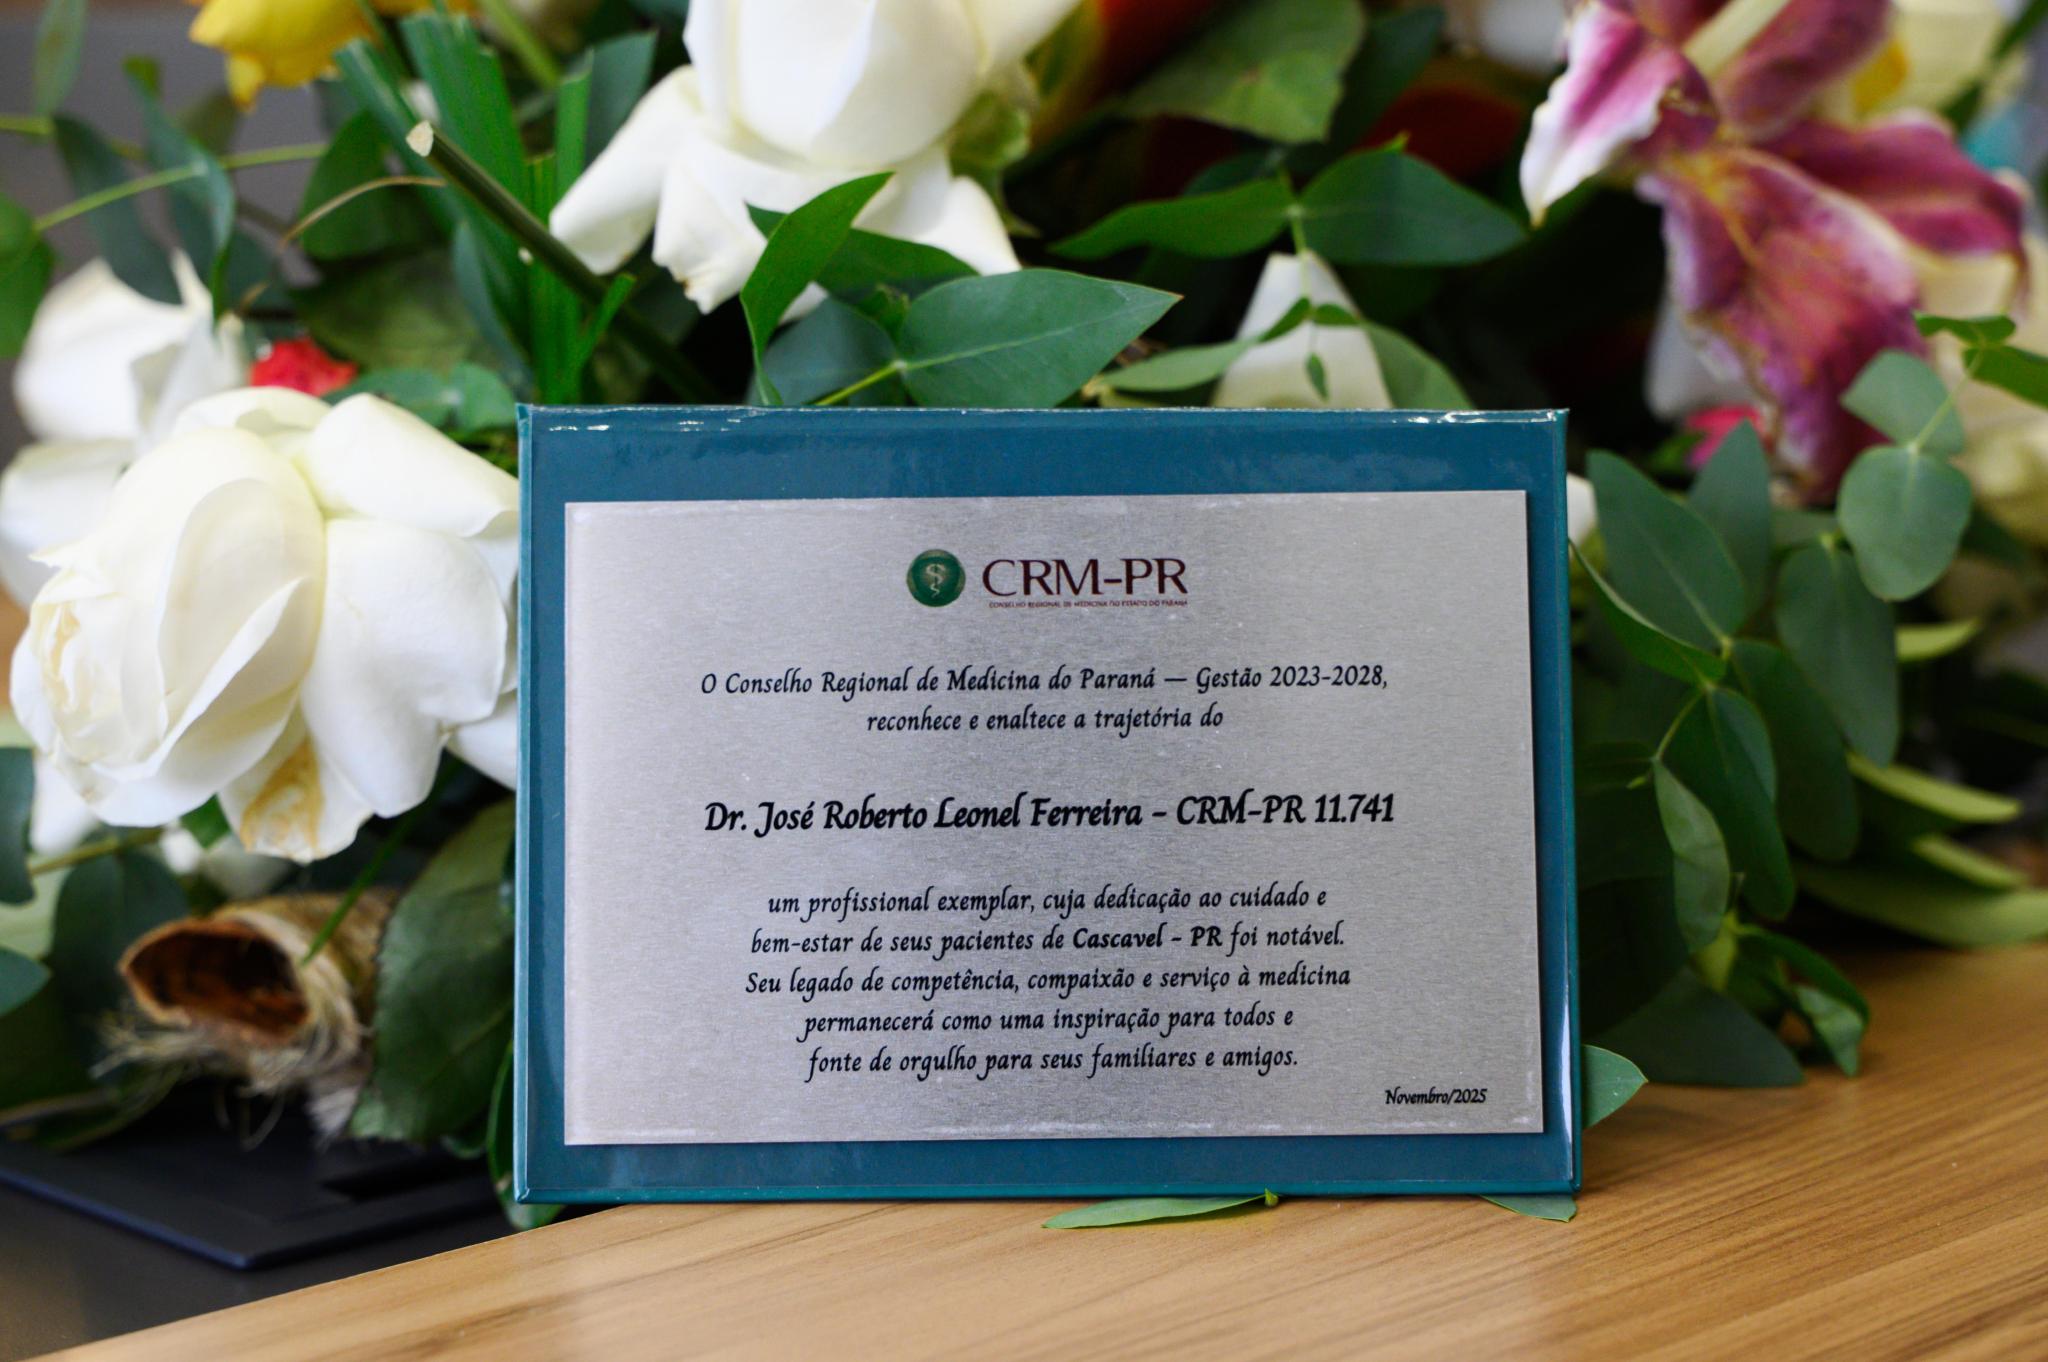 CRM-PR
CONSELHO REGIONAL DE MEDICINA DO ESTADO DO PARANÁ
O Conselho Regional de Medicina do Paraná — Gestão 2023-2028,
reconhece e enaltece a trajetória do
Dr. José Roberto Leonel Ferreira - CRM-PR 11.741
um profissional exemplar, cuja dedicação ao cuidado e
bem-estar de seus pacientes de Cascavel - PR foi notável.
Seu legado de competência, compaixão e serviço à medicina
permanecerá como uma inspiração para todos e
fonte de orgulho para seus familiares e amigos.
Novembro/2025